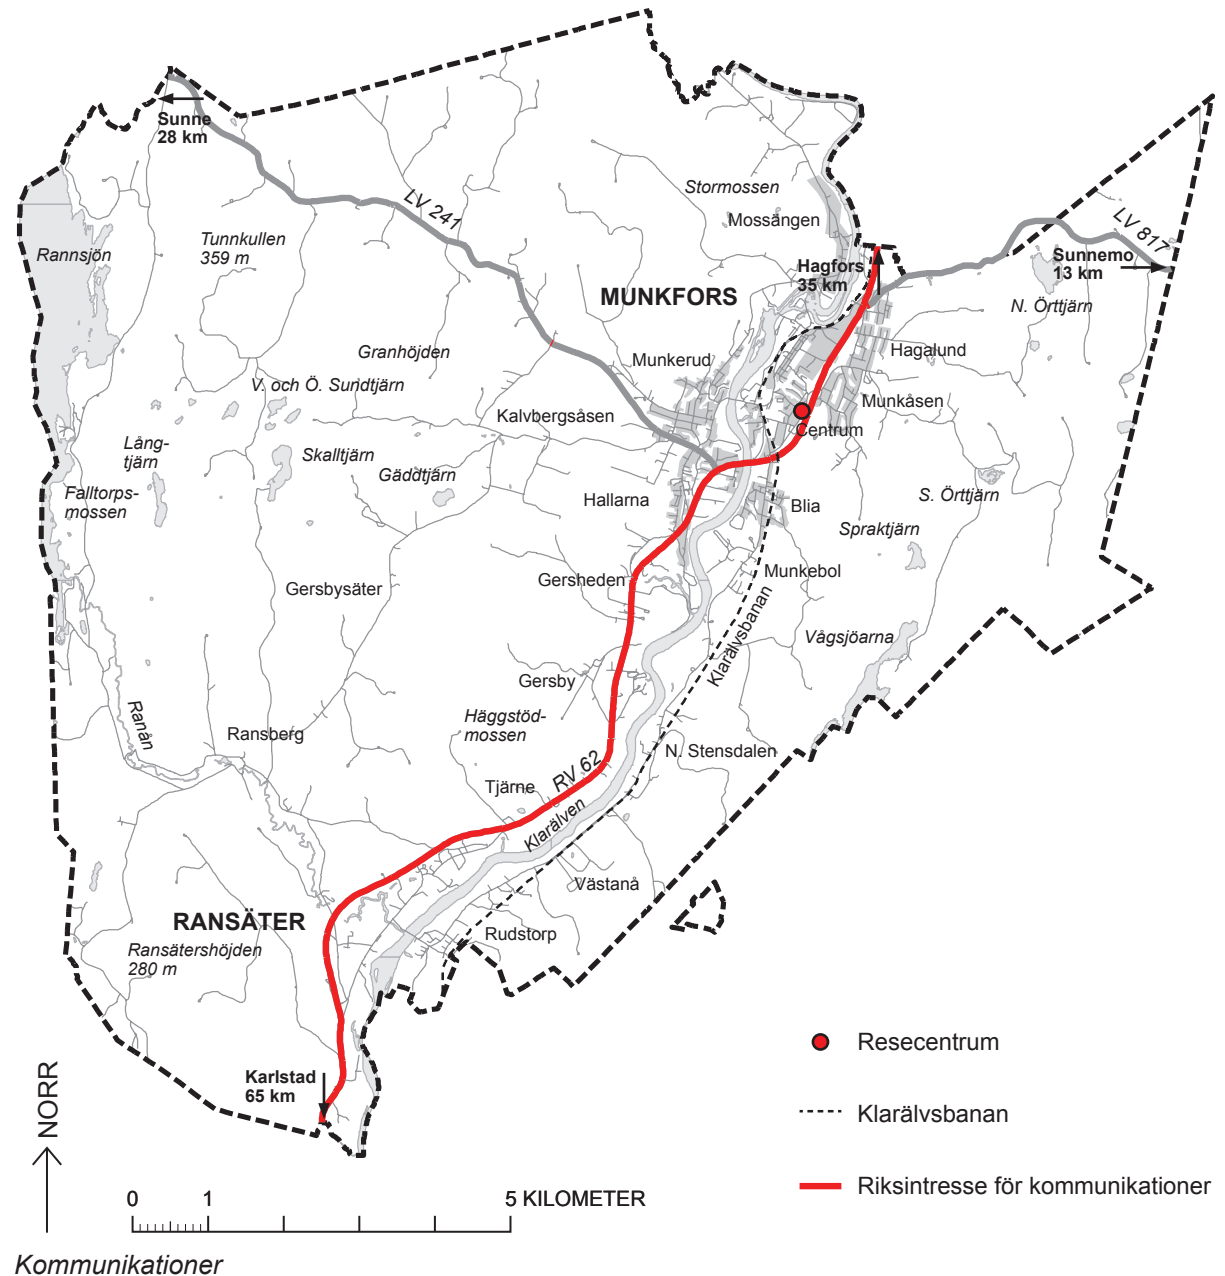 Sunne
28 km
LV 241
Stormossen
Mossängen
LV 817
Tunnkullen
359 m
Rannsjön
Hagfors
35 km
Sunnemo
13 km
MUNKFORS
N. Örttjärn
Granhöjden
Munkerud
Hagalund
V. och Ö. Sundtjärn
Kalvbergsåsen
Munkåsen
Centrum
Lång-
tjärn
Skalltjärn
Gäddtjärn
Falltorps-
mossen
Hallarna
Blia
S. Örttjärn
Spraktjärn
Gersheden
Munkebol
Gersbysäter
Klarälvsbanan
Vågsjöarna
Gersby
Ranån
Häggstöd-
mossen
Ransberg
N. Stensdalen
RV 62
Tjärne
Klarälven
Västanå
RANSÄTER
Rudstorp
Ransätershöjden
280 m
Karlstad
65 km
Resecentrum
Klarälvsbanan
Riksintresse för kommunikationer
NORR
0 1 5 KILOMETER
Kommunikationer